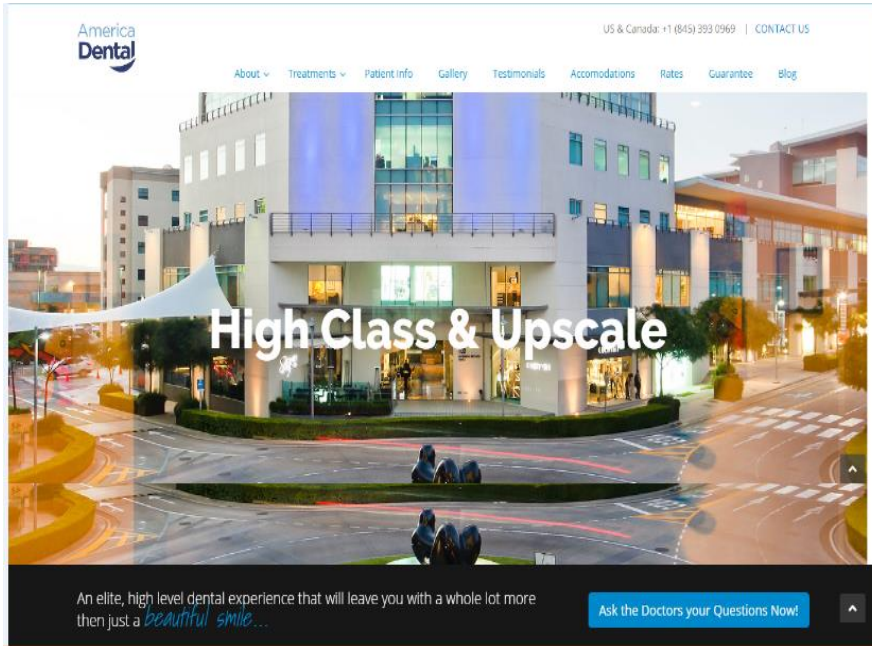 America
Dental
US & Canada: +1 (845) 393 0969 | CONTACT US
About Treatments Patient Info Gallery Testimonials Accomodations Rates Guarantee Blog
High Class & Upscale
An elite, high level dental experience that will leave you with a whole lot more
then just a beautiful smile...
Ask the Doctors your Questions Now!